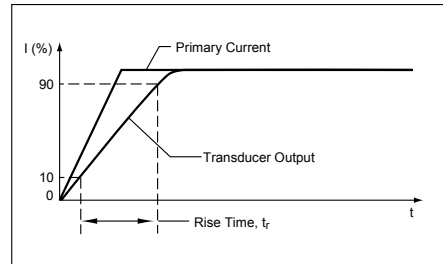 I (%)
Primary Current
90
Transducer Output
10
0
Rise Time, tr
t